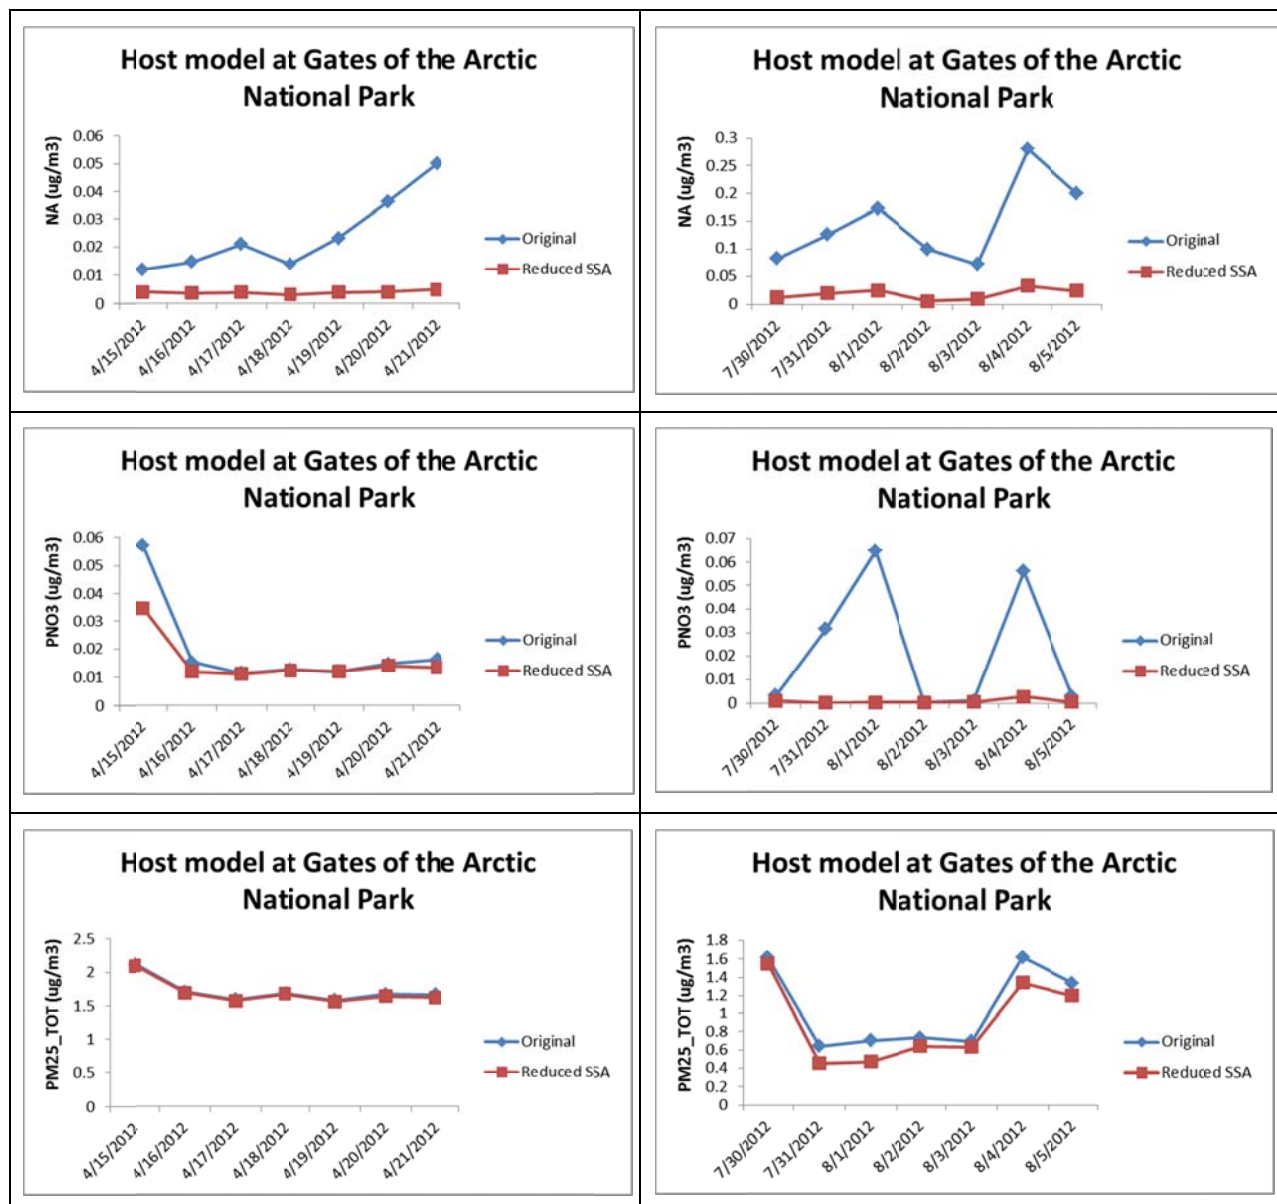 Host model at Gates of the Arctic
National Park
NA (ug/m3)
0.06
0.05
0.04
0.03
0.02
0.01
0
Original
Reduced SSA
4/15/2012
4/16/2012
4/17/2012
4/18/2012
4/19/2012
4/20/2012
4/21/2012
Host model at Gates of the Arctic
National Park
NA (ug/m3)
0.3
0.25
0.2
0.15
0.1
0.05
0
Original
Reduced SSA
7/30/2012
7/31/2012
8/1/2012
8/2/2012
8/3/2012
8/4/2012
8/5/2012
Host model at Gates of the Arctic
National Park
PNO3 (ug/m3)
0.06
0.05
0.04
0.03
0.02
0.01
0
Original
Reduced SSA
4/15/2012
4/16/2012
4/17/2012
4/18/2012
4/19/2012
4/20/2012
4/21/2012
Host model at Gates of the Arctic
National Park
PNO3 (ug/m3)
0.07
0.06
0.05
0.04
0.03
0.02
0.01
0
Original
Reduced SSA
7/30/2012
7/31/2012
8/1/2012
8/2/2012
8/3/2012
8/4/2012
8/5/2012
Host model at Gates of the Arctic
National Park
PM25_TOT (ug/m3)
2.5
2
1.5
1
0.5
0
Original
Reduced SSA
4/15/2012
4/16/2012
4/17/2012
4/18/2012
4/19/2012
4/20/2012
4/21/2012
Host model at Gates of the Arctic
National Park
PM25_TOT (ug/m3)
1.8
1.6
1.4
1.2
1
0.8
0.6
0.4
0.2
0
Original
Reduced SSA
7/30/2012
7/31/2012
8/1/2012
8/2/2012
8/3/2012
8/4/2012
8/5/2012